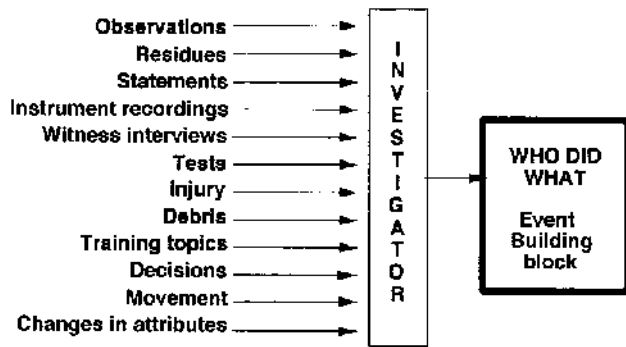 Observations
Residues
Statements
Instrument recordings
Witness interviews
Tests
Injury
Debris
Training topics
Decisions
Movement
Changes in attributes
INVESTIGATOR
WHO DID
WHAT
Event
Building
block